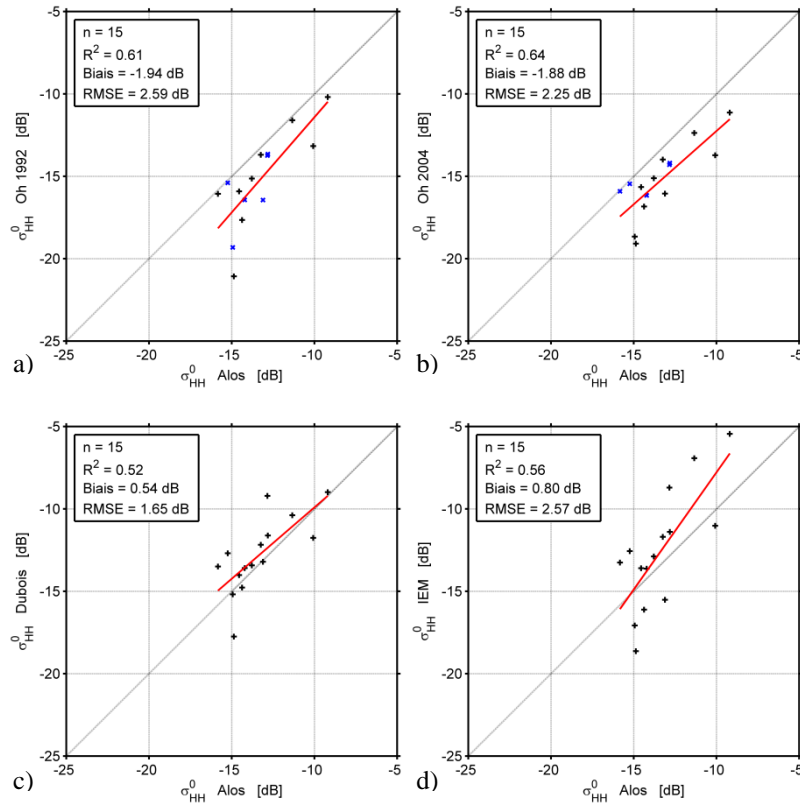 n = 15
R² = 0.61
Biais = -1.94 dB
RMSE = 2.59 dB
-5
-10
-15
-20
-25
σ⁰HH Oh 1992 [dB]
-25 -20 -15 -10 -5
σ⁰HH Alos [dB]
a)
n = 15
R² = 0.64
Biais = -1.88 dB
RMSE = 2.25 dB
-5
-10
-15
-20
-25
σ⁰HH Oh 2004 [dB]
-25 -20 -15 -10 -5
σ⁰HH Alos [dB]
b)
n = 15
R² = 0.52
Biais = 0.54 dB
RMSE = 1.65 dB
-5
-10
-15
-20
-25
σ⁰HH Dubois [dB]
-25 -20 -15 -10 -5
σ⁰HH Alos [dB]
c)
n = 15
R² = 0.56
Biais = 0.80 dB
RMSE = 2.57 dB
-5
-10
-15
-20
-25
σ⁰HH IEM [dB]
-25 -20 -15 -10 -5
σ⁰HH Alos [dB]
d)